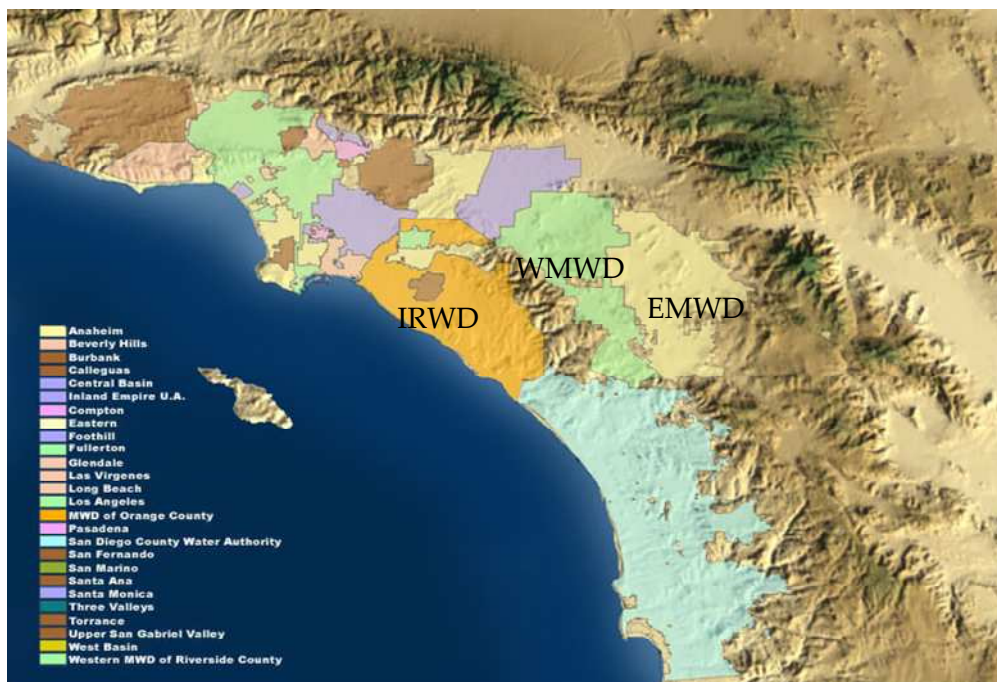 WMWD
EMWD
IRWD
Anaheim
Beverly Hills
Burbank
Calleguas
Central Basin
Inland Empire U.A.
Compton
Eastern
Foothill
Fullerton
Glendale
Las Virgenes
Long Beach
Los Angeles
MWD of Orange County
Pasadena
San Diego County Water Authority
San Fernando
San Marino
Santa Ana
Santa Monica
Three Valleys
Torrance
Upper San Gabriel Valley
West Basin
Western MWD of Riverside County